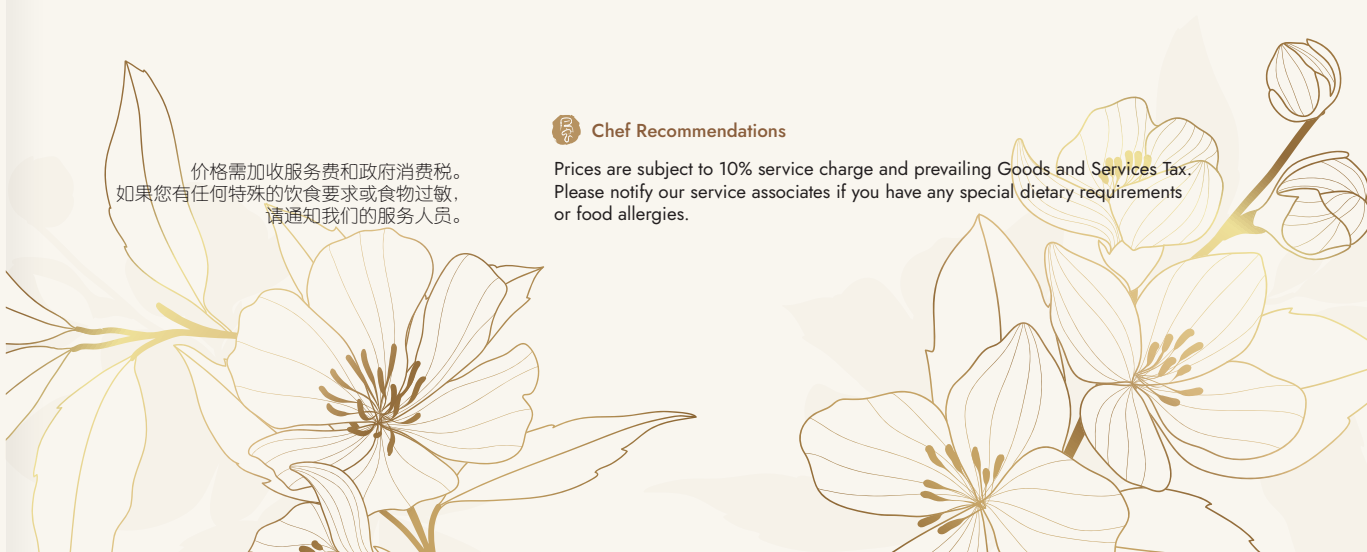 价格需加收服务费和政府消费税。
如果您有任何特殊的饮食要求或食物过敏，
请通知我们的服务人员。
Chef Recommendations
Prices are subject to 10% service charge and prevailing Goods and Services Tax.
Please notify our service associates if you have any special dietary requirements
or food allergies.